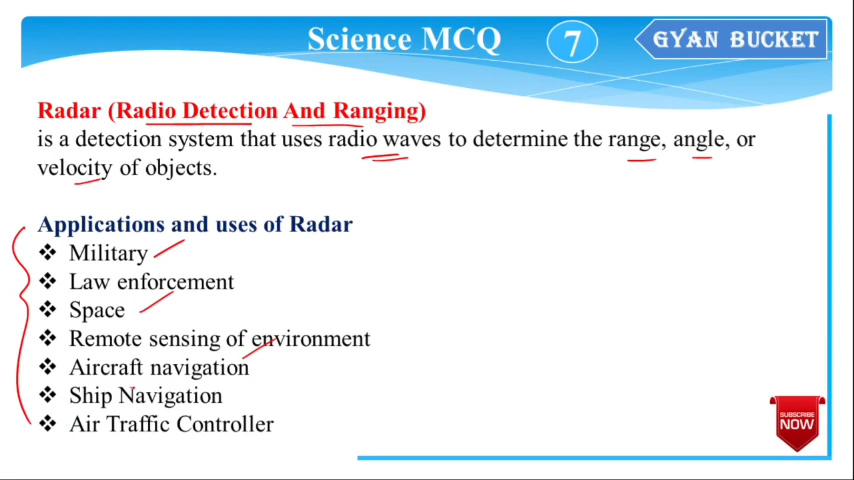 Science MCQ
7
GYAN BUCKET
Radar (Radio Detection And Ranging)
is a detection system that uses radio waves to determine the range, angle, or
velocity of objects.
Applications and uses of Radar
❖ Military
❖ Law enforcement
❖ Space
❖ Remote sensing of environment
❖ Aircraft navigation
❖ Ship Navigation
❖ Air Traffic Controller
SUBSCRIBE
NOW